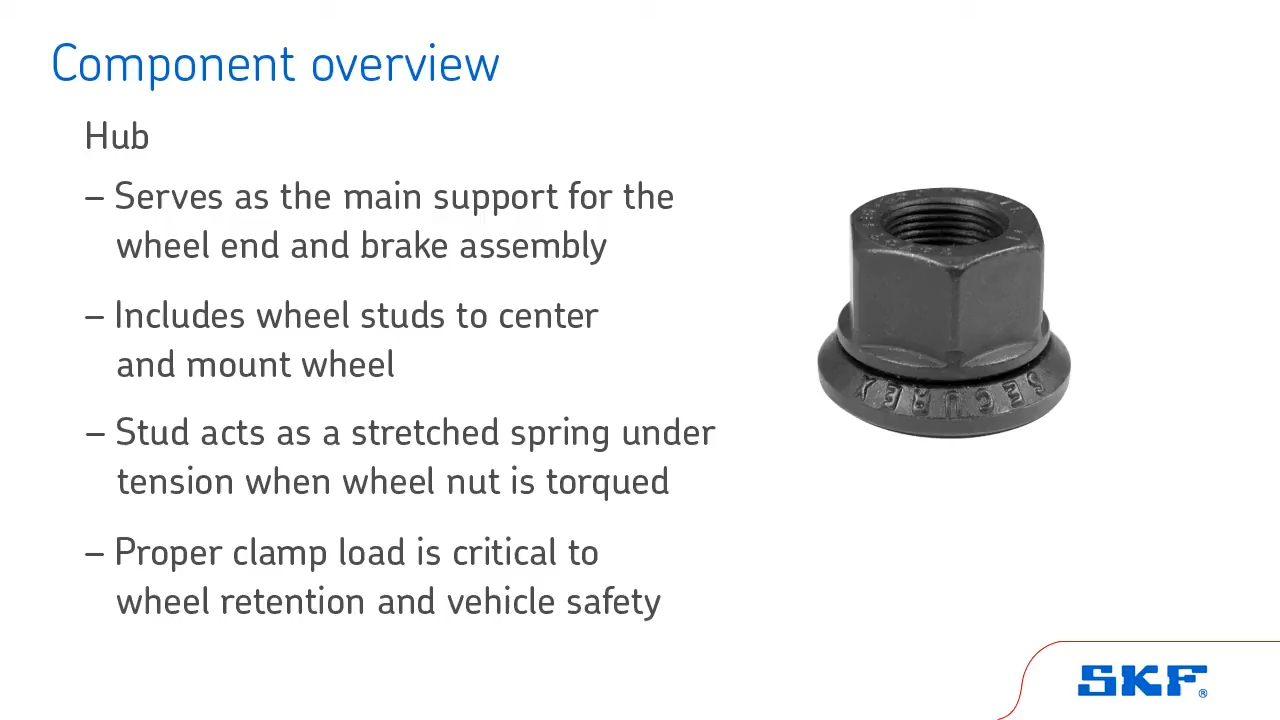 Component overview
Hub
– Serves as the main support for the
wheel end and brake assembly
– Includes wheel studs to center
and mount wheel
– Stud acts as a stretched spring under
tension when wheel nut is torqued
– Proper clamp load is critical to
wheel retention and vehicle safety
SECUREX
SKF®